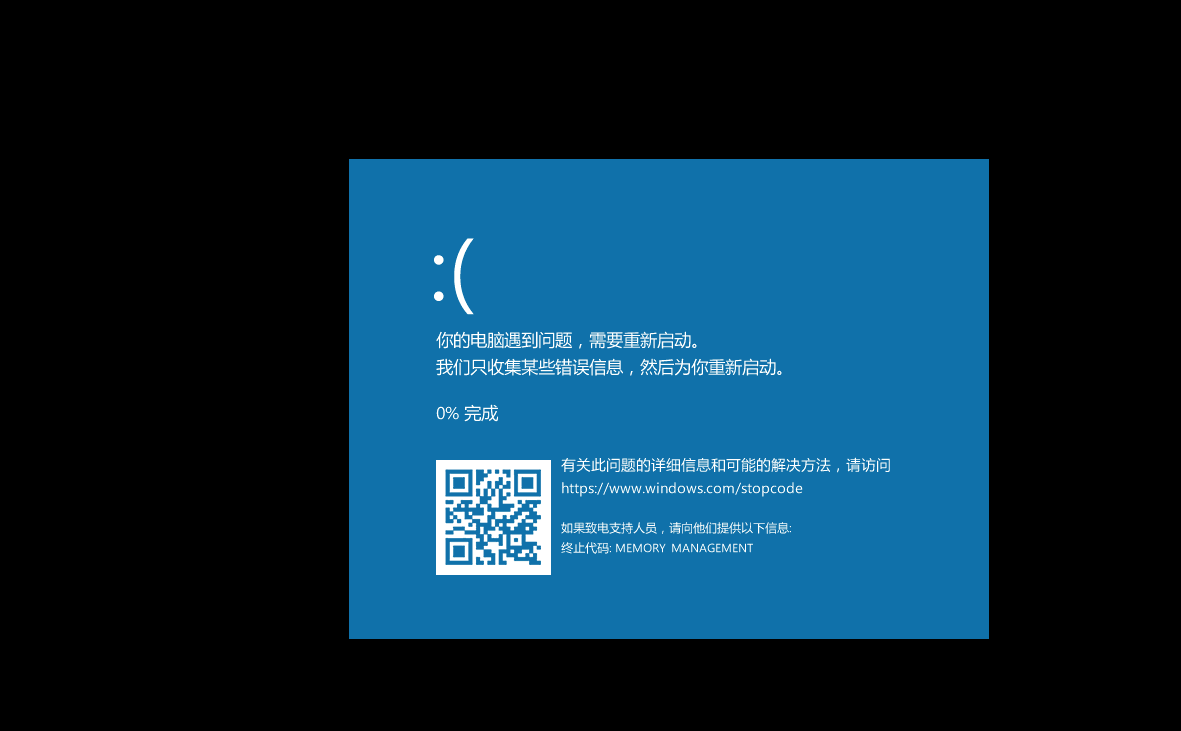 :(
你的电脑遇到问题，需要重新启动。
我们只收集某些错误信息，然后为你重新启动。
0% 完成
有关此问题的详细信息和可能的解决方法，请访问
https://www.windows.com/stopcode
如果致电支持人员，请向他们提供以下信息:
终止代码: MEMORY MANAGEMENT